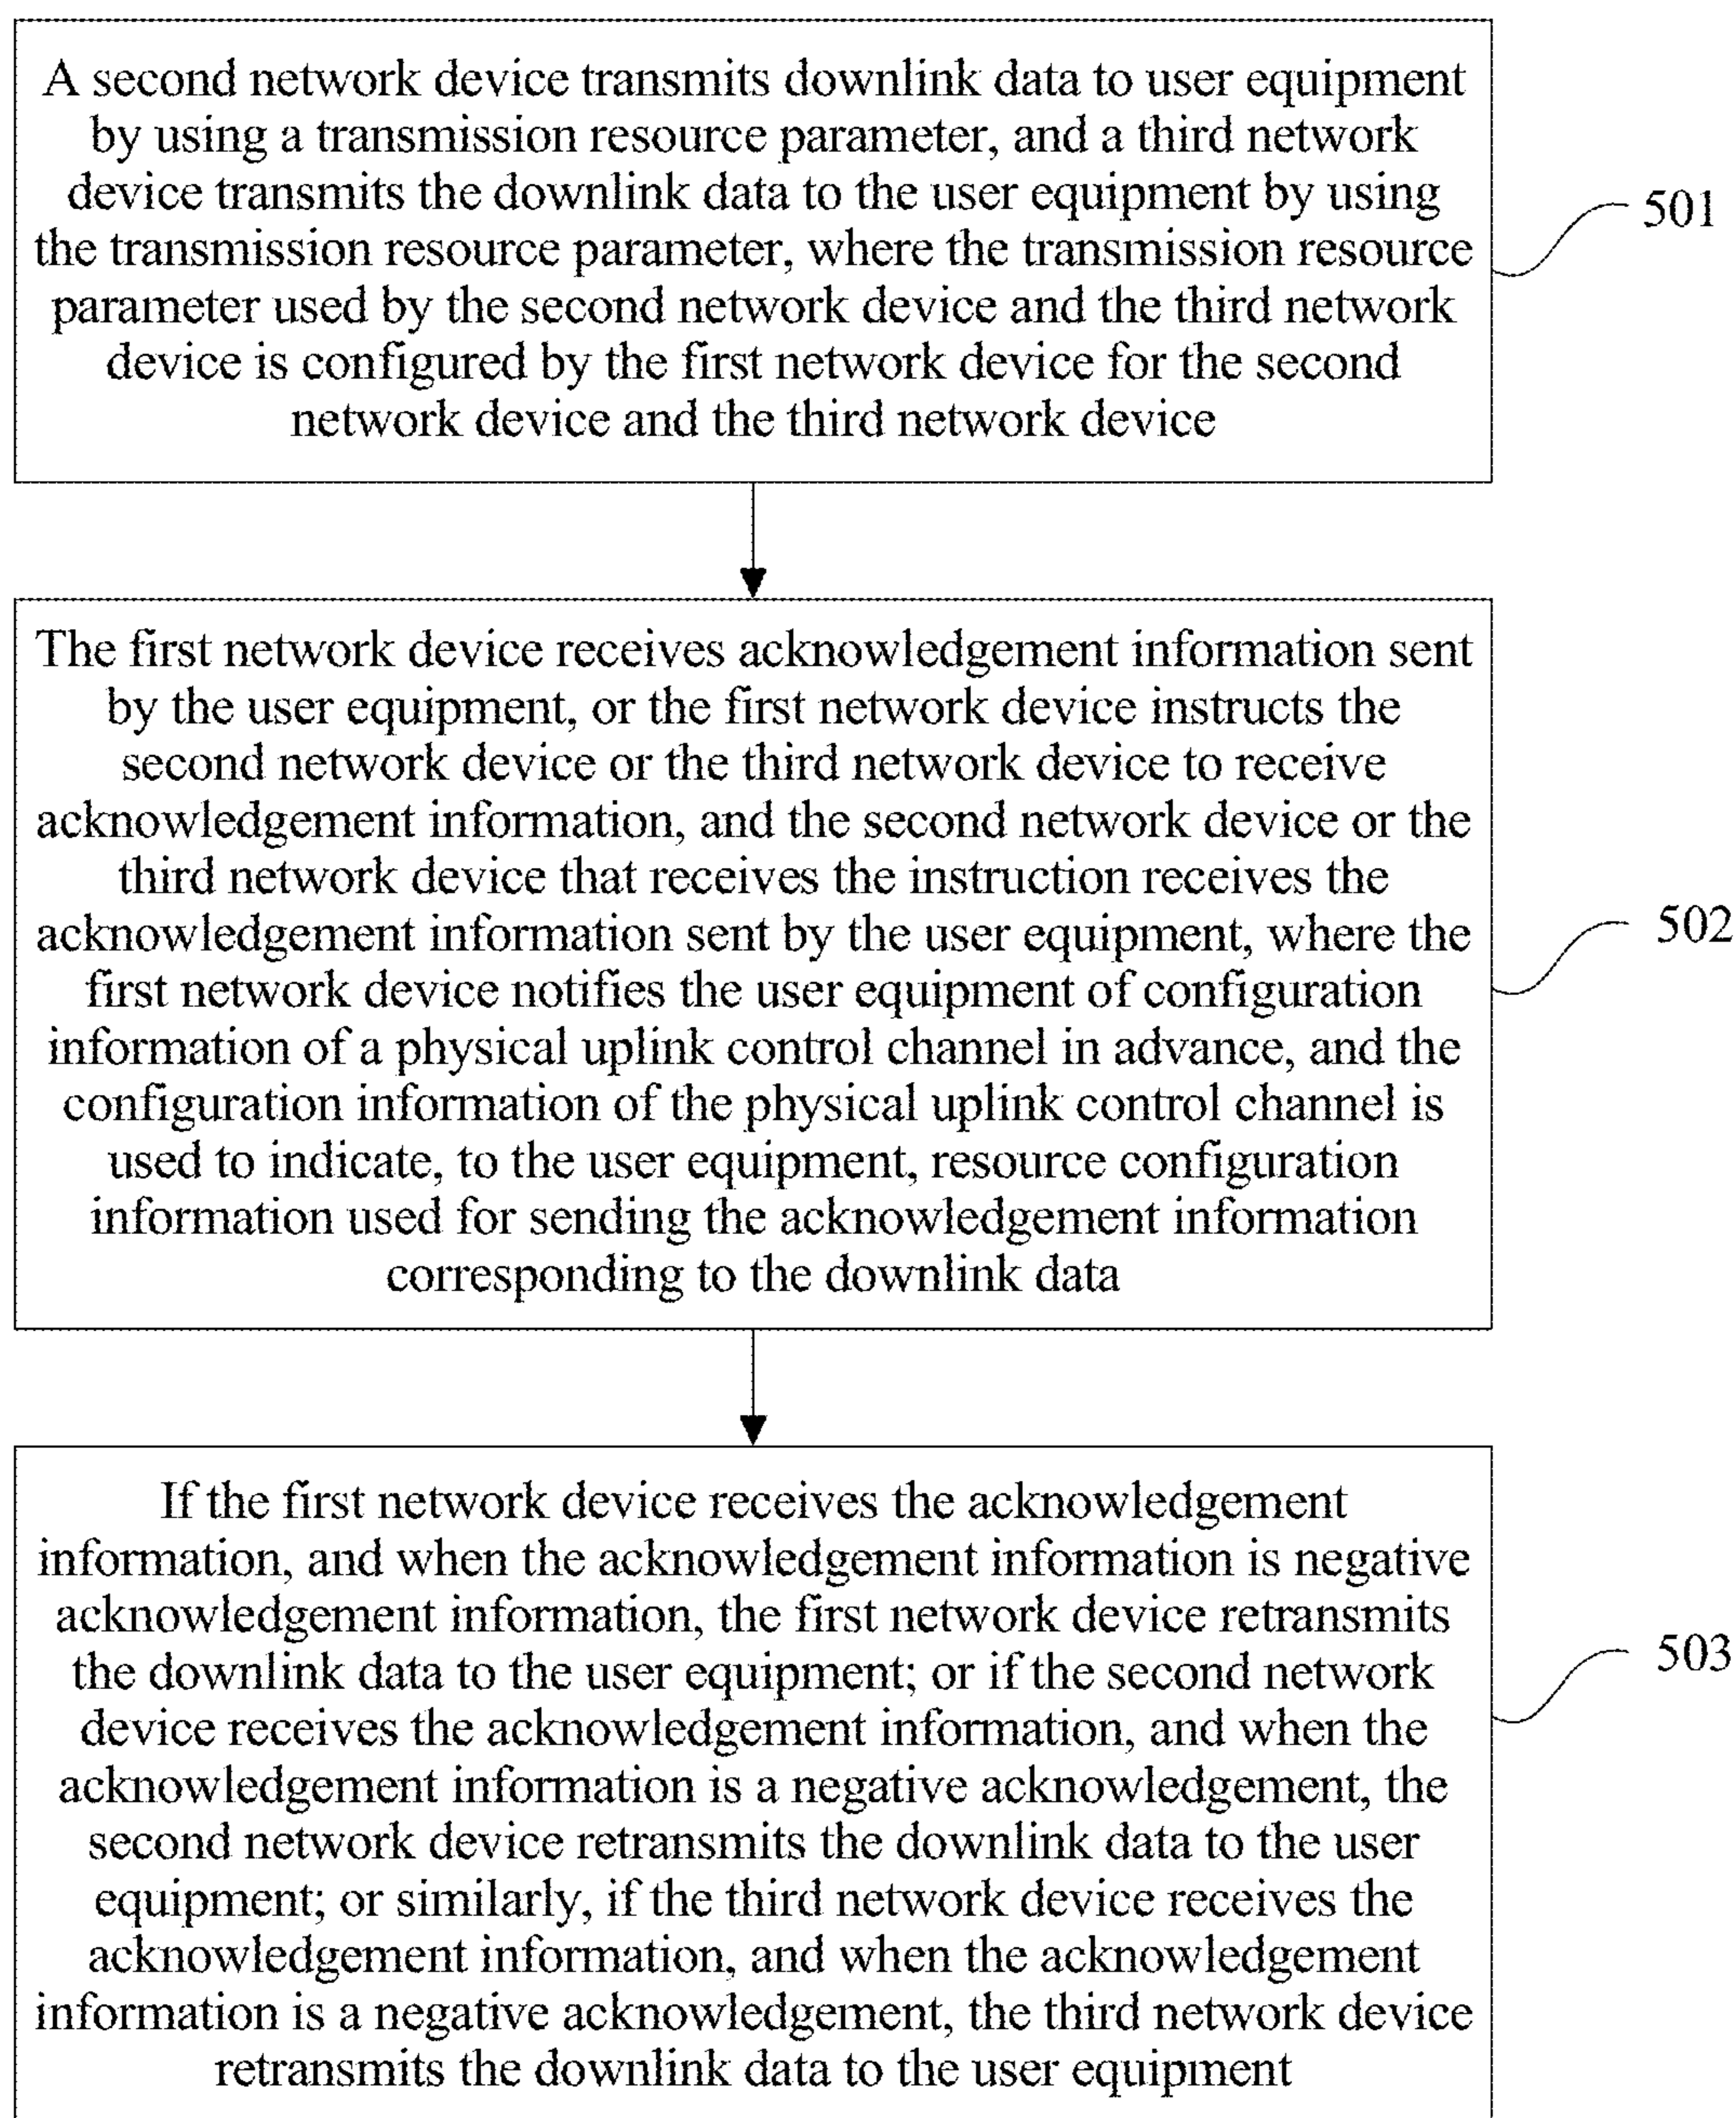 A second network device transmits downlink data to user equipment
by using a transmission resource parameter, and a third network
device transmits the downlink data to the user equipment by using
the transmission resource parameter, where the transmission resource
parameter used by the second network device and the third network
device is configured by the first network device for the second
network device and the third network device
501
The first network device receives acknowledgement information sent
by the user equipment, or the first network device instructs the
second network device or the third network device to receive
acknowledgement information, and the second network device or the
third network device that receives the instruction receives the
acknowledgement information sent by the user equipment, where the
first network device notifies the user equipment of configuration
information of a physical uplink control channel in advance, and the
configuration information of the physical uplink control channel is
used to indicate, to the user equipment, resource configuration
information used for sending the acknowledgement information
corresponding to the downlink data
502
If the first network device receives the acknowledgement
information, and when the acknowledgement information is negative
acknowledgement information, the first network device retransmits
the downlink data to the user equipment; or if the second network
device receives the acknowledgement information, and when the
acknowledgement information is a negative acknowledgement, the
second network device retransmits the downlink data to the user
equipment; or similarly, if the third network device receives the
acknowledgement information, and when the acknowledgement
information is a negative acknowledgement, the third network device
retransmits the downlink data to the user equipment
503